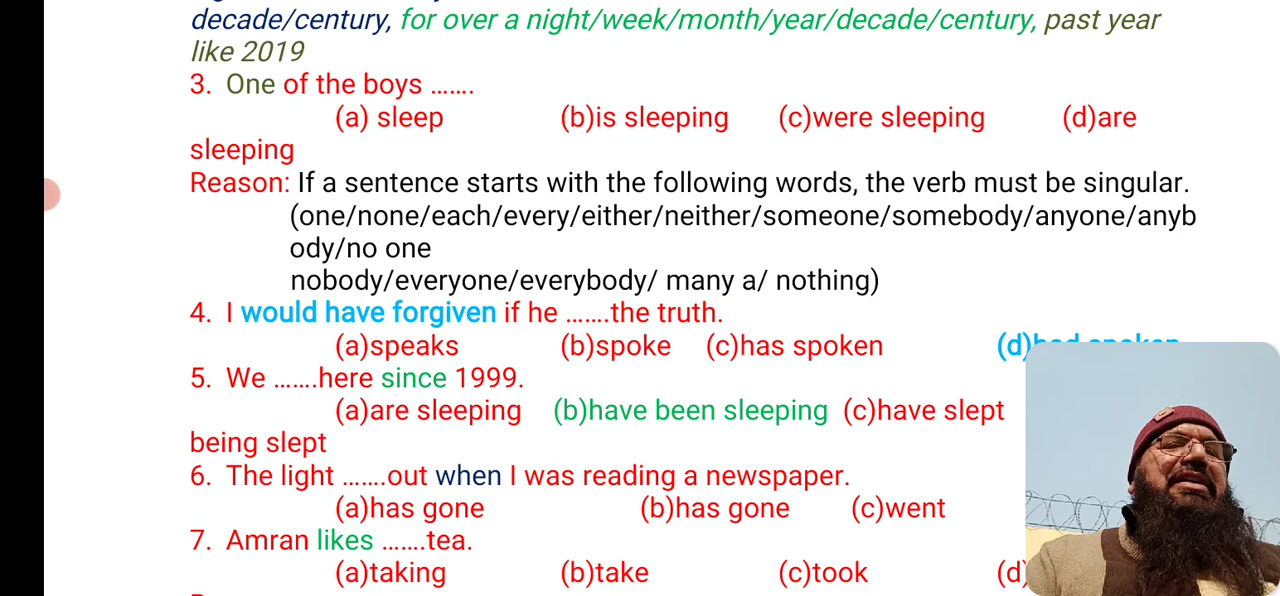 decade/century, for over a night/week/month/year/decade/century, past year
like 2019
3. One of the boys …….
(a) sleep (b)is sleeping (c)were sleeping (d)are
sleeping
Reason: If a sentence starts with the following words, the verb must be singular.
(one/none/each/every/either/neither/someone/somebody/anyone/anyb
ody/no one
nobody/everyone/everybody/ many a/ nothing)
4. I would have forgiven if he …….the truth.
(a)speaks (b)spoke (c)has spoken (d)had spoken
5. We …….here since 1999.
(a)are sleeping (b)have been sleeping (c)have slept
being slept
6. The light …….out when I was reading a newspaper.
(a)has gone (b)has gone (c)went
7. Amran likes …….tea.
(a)taking (b)take (c)took (d)